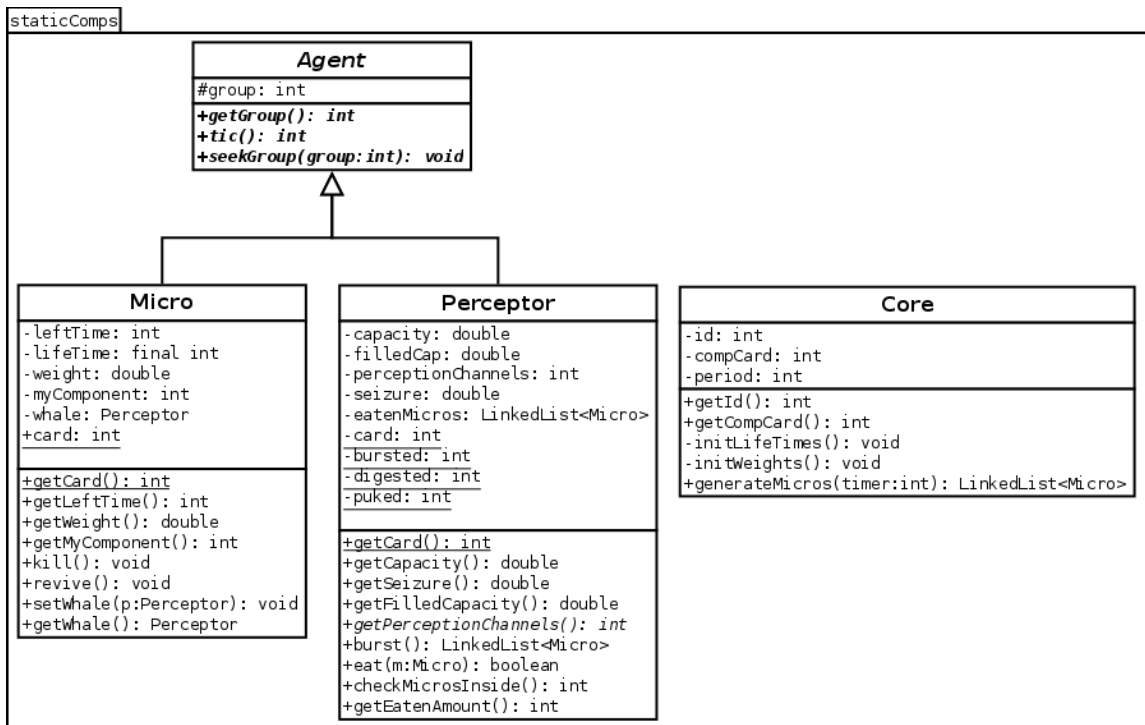 staticComps
Agent
#group: int
+getGroup(): int
+tic(): int
+seekGroup(group:int): void
Micro
-leftTime: int
-lifeTime: final int
-weight: double
-myComponent: int
-whale: Perceptor
+card: int
+getCard(): int
+getLeftTime(): int
+getWeight(): double
+getMyComponent(): int
+kill(): void
+revive(): void
+setWhale(p:Perceptor): void
+getWhale(): Perceptor
Perceptor
-capacity: double
-filledCap: double
-perceptionChannels: int
-seizure: double
-eatenMicros: LinkedList<Micro>
-card: int
-bursted: int
-digested: int
-puked: int
+getCard(): int
+getCapacity(): double
+getSeizure(): double
+getFilledCapacity(): double
+getPerceptionChannels(): int
+burst(): LinkedList<Micro>
+eat(m:Micro): boolean
+checkMicrosInside(): int
+getEatenAmount(): int
Core
-id: int
-compCard: int
-period: int
+getId(): int
+getCompCard(): int
-initLifeTimes(): void
-initWeights(): void
+generateMicros(timer:int): LinkedList<Micro>